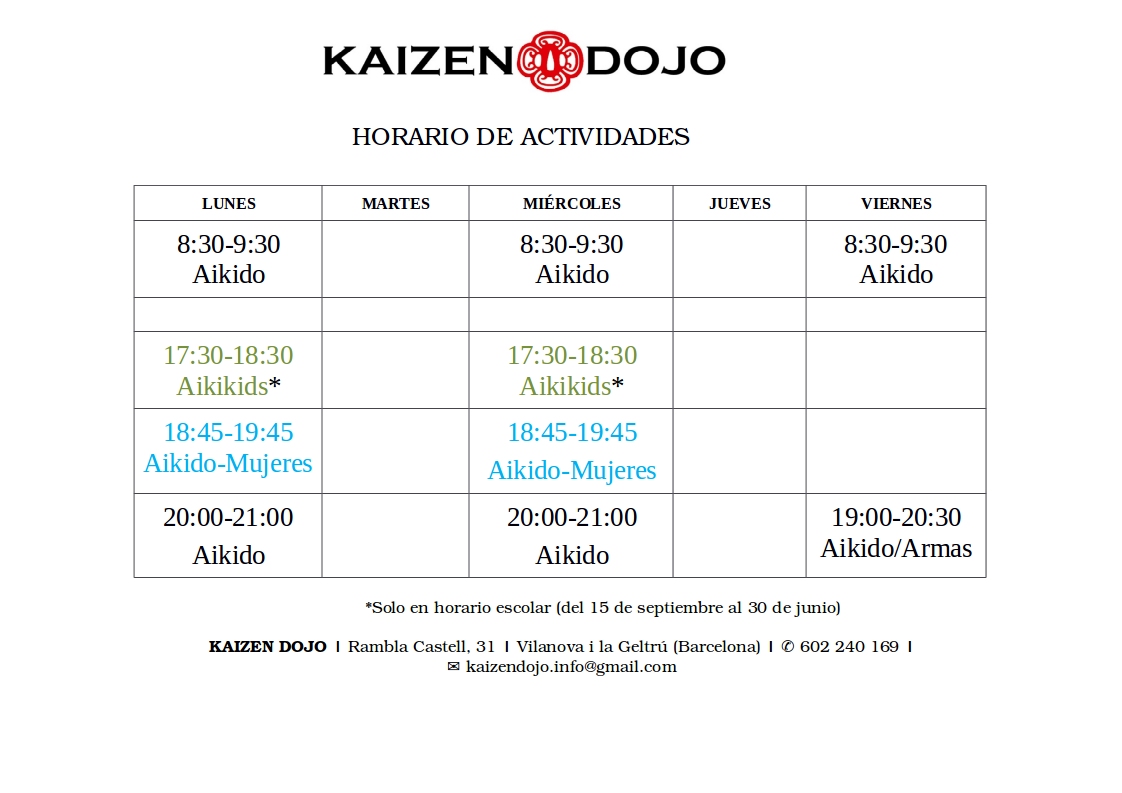 KAIZEN DOJO
HORARIO DE ACTIVIDADES
LUNES MARTES MIÉRCOLES JUEVES VIERNES
8:30-9:30 8:30-9:30 8:30-9:30
Aikido Aikido Aikido
17:30-18:30 17:30-18:30
Aikikids* Aikikids*
18:45-19:45 18:45-19:45
Aikido-Mujeres Aikido-Mujeres
20:00-21:00 20:00-21:00 19:00-20:30
Aikido Aikido Aikido/Armas
*Solo en horario escolar (del 15 de septiembre al 30 de junio)
KAIZEN DOJO I Rambla Castell, 31 I Vilanova i la Geltrú (Barcelona) I ✆ 602 240 169 I
✉ kaizendojo.info@gmail.com